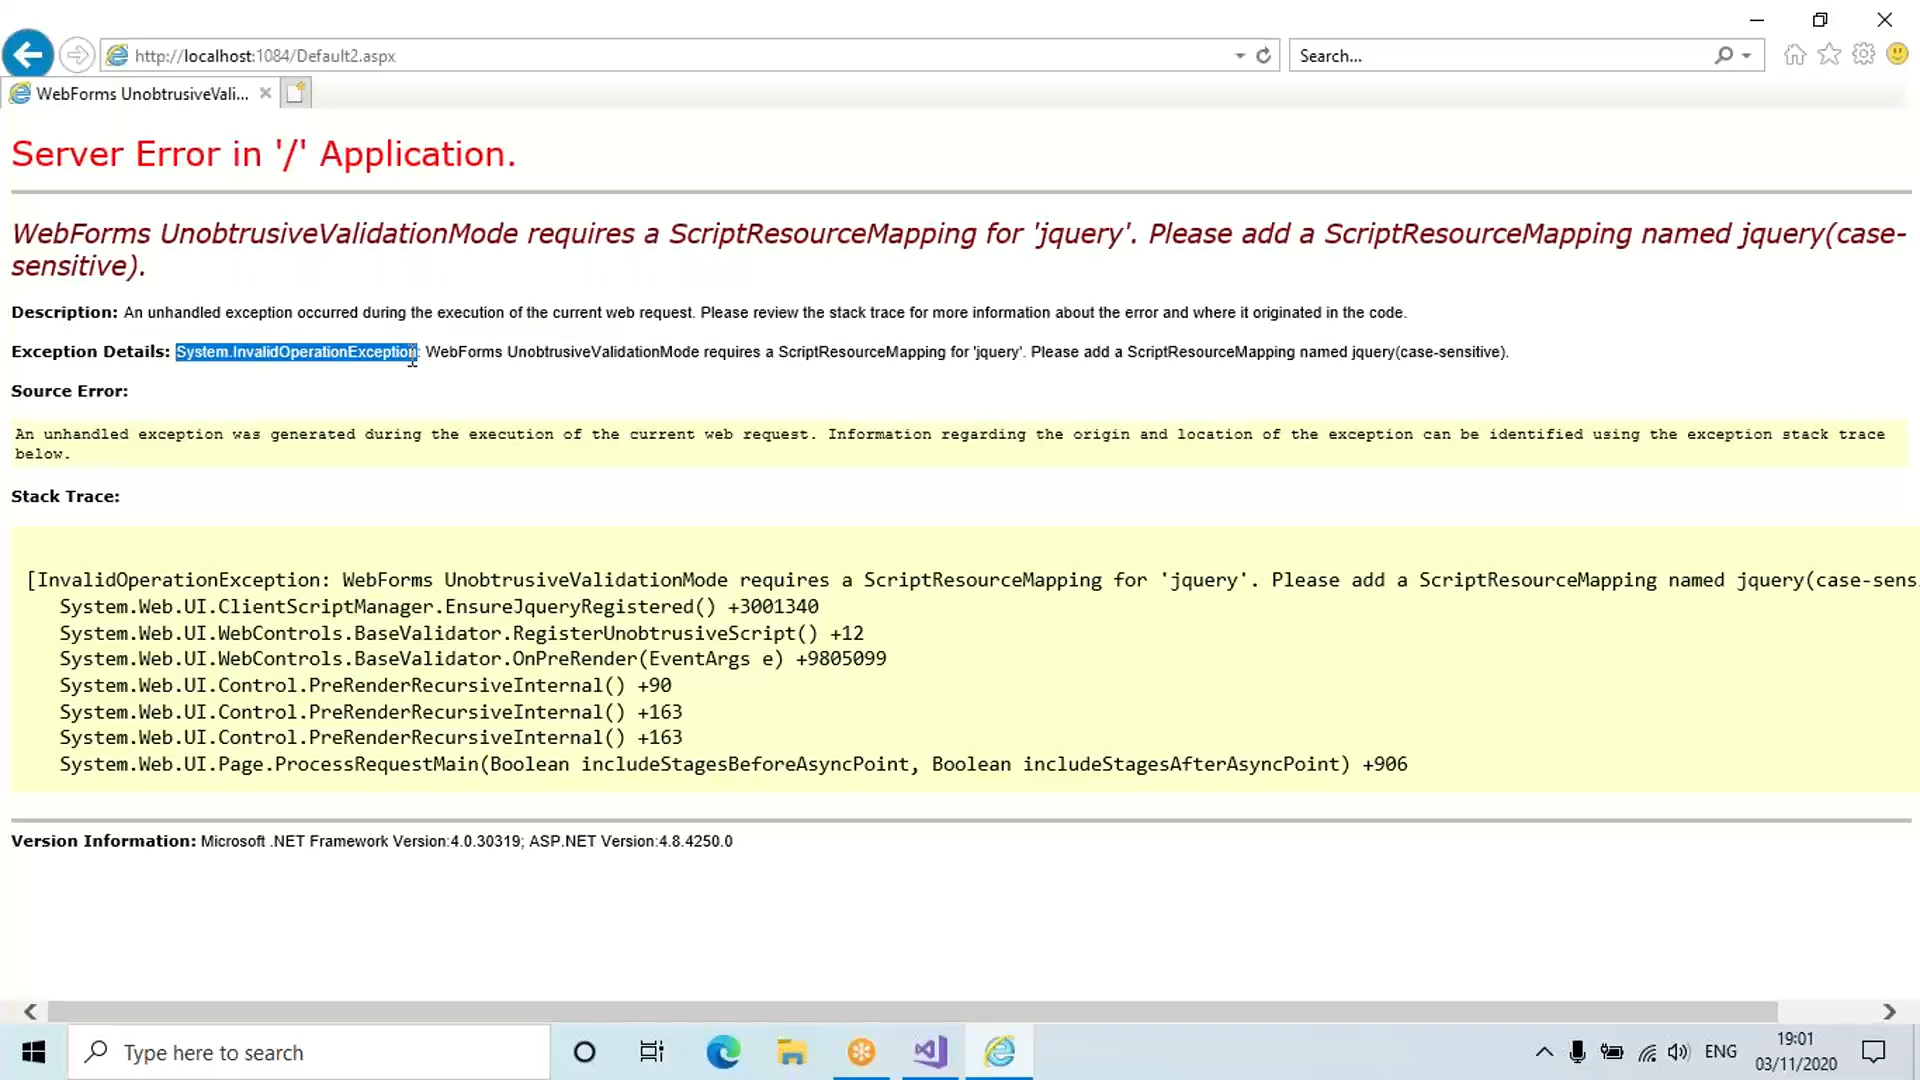 http://localhost:1084/Default2.aspx
Search...
WebForms UnobtrusiveVali...
Server Error in '/' Application.
WebForms UnobtrusiveValidationMode requires a ScriptResourceMapping for 'jquery'. Please add a ScriptResourceMapping named jquery(case-
sensitive).
Description: An unhandled exception occurred during the execution of the current web request. Please review the stack trace for more information about the error and where it originated in the code.
Exception Details: System.InvalidOperationException: WebForms UnobtrusiveValidationMode requires a ScriptResourceMapping for 'jquery'. Please add a ScriptResourceMapping named jquery(case-sensitive).
Source Error:
An unhandled exception was generated during the execution of the current web request. Information regarding the origin and location of the exception can be identified using the exception stack trace
below.
Stack Trace:
[InvalidOperationException: WebForms UnobtrusiveValidationMode requires a ScriptResourceMapping for 'jquery'. Please add a ScriptResourceMapping named jquery(case-sens
System.Web.UI.ClientScriptManager.EnsureJqueryRegistered() +3001340
System.Web.UI.WebControls.BaseValidator.RegisterUnobtrusiveScript() +12
System.Web.UI.WebControls.BaseValidator.OnPreRender(EventArgs e) +9805099
System.Web.UI.Control.PreRenderRecursiveInternal() +90
System.Web.UI.Control.PreRenderRecursiveInternal() +163
System.Web.UI.Control.PreRenderRecursiveInternal() +163
System.Web.UI.Page.ProcessRequestMain(Boolean includeStagesBeforeAsyncPoint, Boolean includeStagesAfterAsyncPoint) +906
Version Information: Microsoft .NET Framework Version:4.0.30319; ASP.NET Version:4.8.4250.0
Type here to search
ENG
19:01
03/11/2020